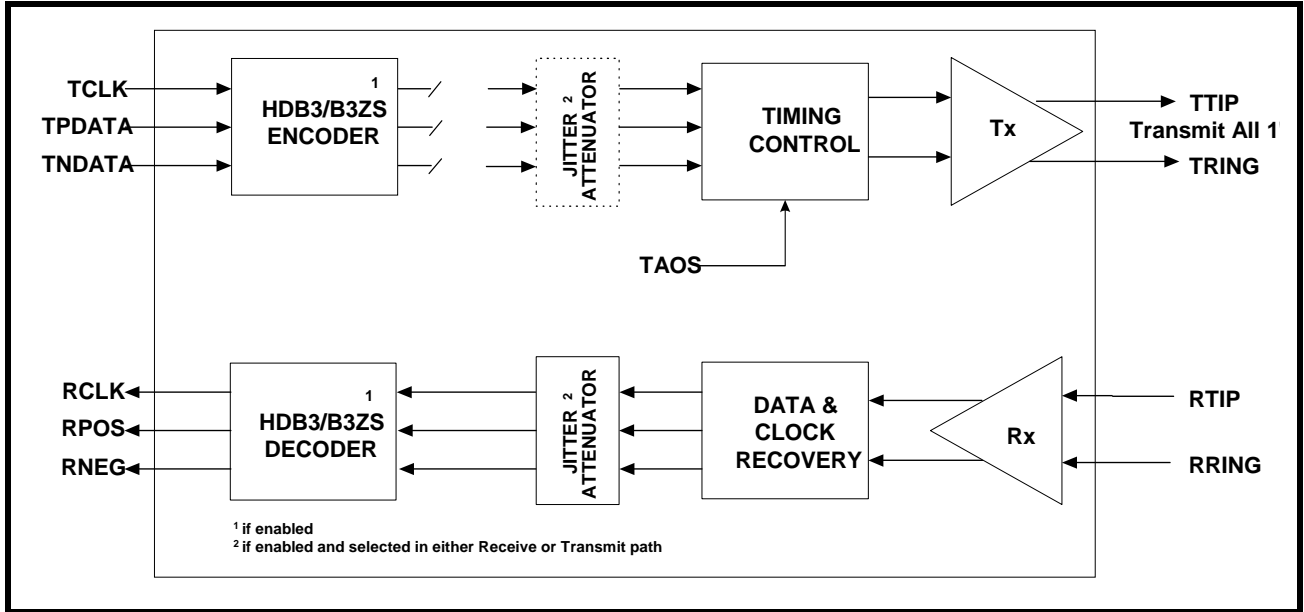 TCLK
TPDATA
TNDATA
1
HDB3/B3ZS
ENCODER
JITTER 2
ATTENUATOR
TIMING
CONTROL
Tx
TTIP
Transmit All 1'
TRING
TAOS
RCLK
RPOS
RNEG
1
HDB3/B3ZS
DECODER
JITTER 2
ATTENUATOR
DATA &
CLOCK
RECOVERY
Rx
RTIP
RRING
1 if enabled
2 if enabled and selected in either Receive or Transmit path